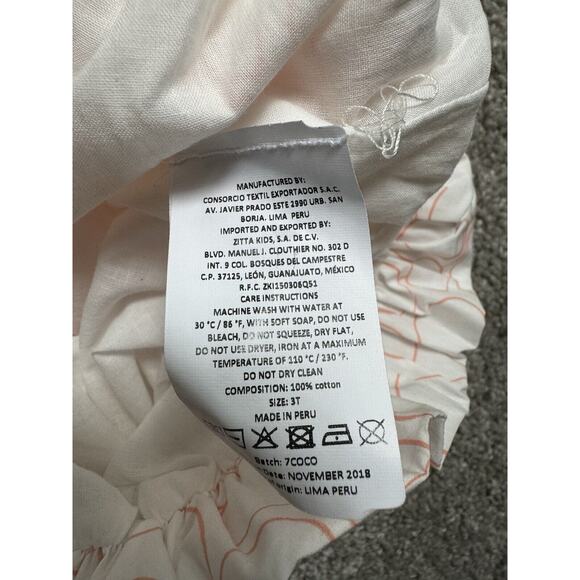 MANUFACTURED BY:
CONSORCIO TEXTIL EXPORTADOR S.A.C.
AV. JAVIER PRADO ESTE 2990 URB. SAN
BORJA. LIMA PERU
IMPORTED AND EXPORTED BY:
ZITTA KIDS, S.A. DE C.V.
BLVD. MANUEL J. CLOUTHIER NO. 302 D
INT. 9 COL. BOSQUES DEL CAMPESTRE
C.P. 37125, LEÓN, GUANAJUATO, MÉXICO
R.F.C. ZKI150306Q51
CARE INSTRUCTIONS
MACHINE WASH WITH WATER AT
30 °C / 86 °F, WITH SOFT SOAP, DO NOT USE
BLEACH, DO NOT SQUEEZE, DRY FLAT,
DO NOT USE DRYER, IRON AT A MAXIMUM
TEMPERATURE OF 110 °C / 230 °F.
DO NOT DRY CLEAN
COMPOSITION: 100% cotton
SIZE: 3T
MADE IN PERU
Batch: 7COCO
Date: NOVEMBER 2018
origin: LIMA PERU